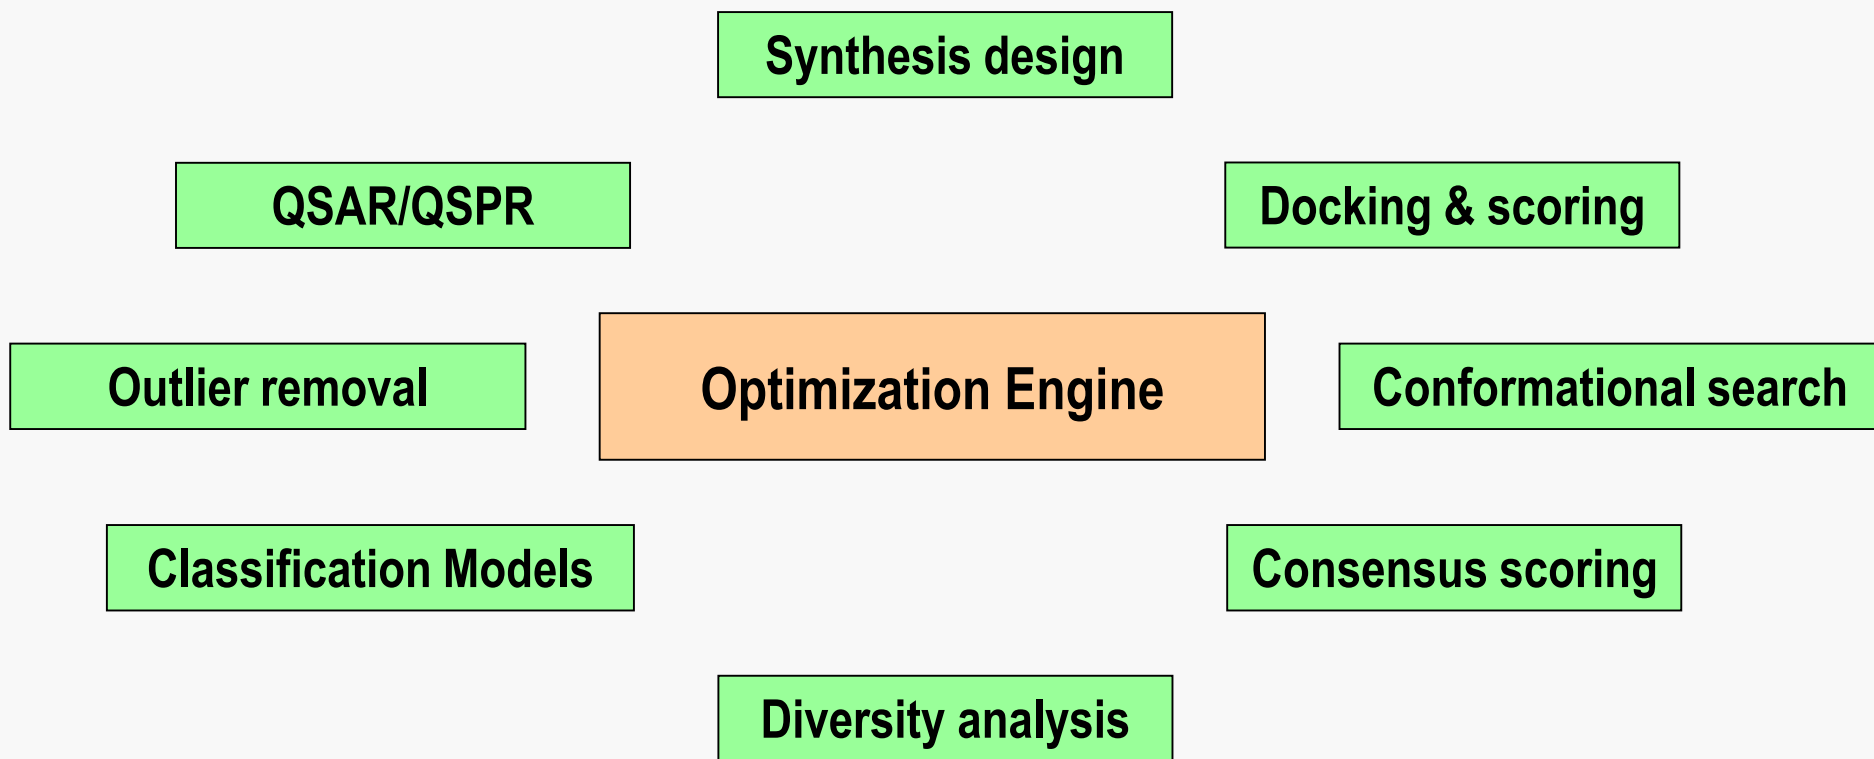 Synthesis design
QSAR/QSPR
Docking & scoring
Outlier removal
Optimization Engine
Conformational search
Classification Models
Consensus scoring
Diversity analysis